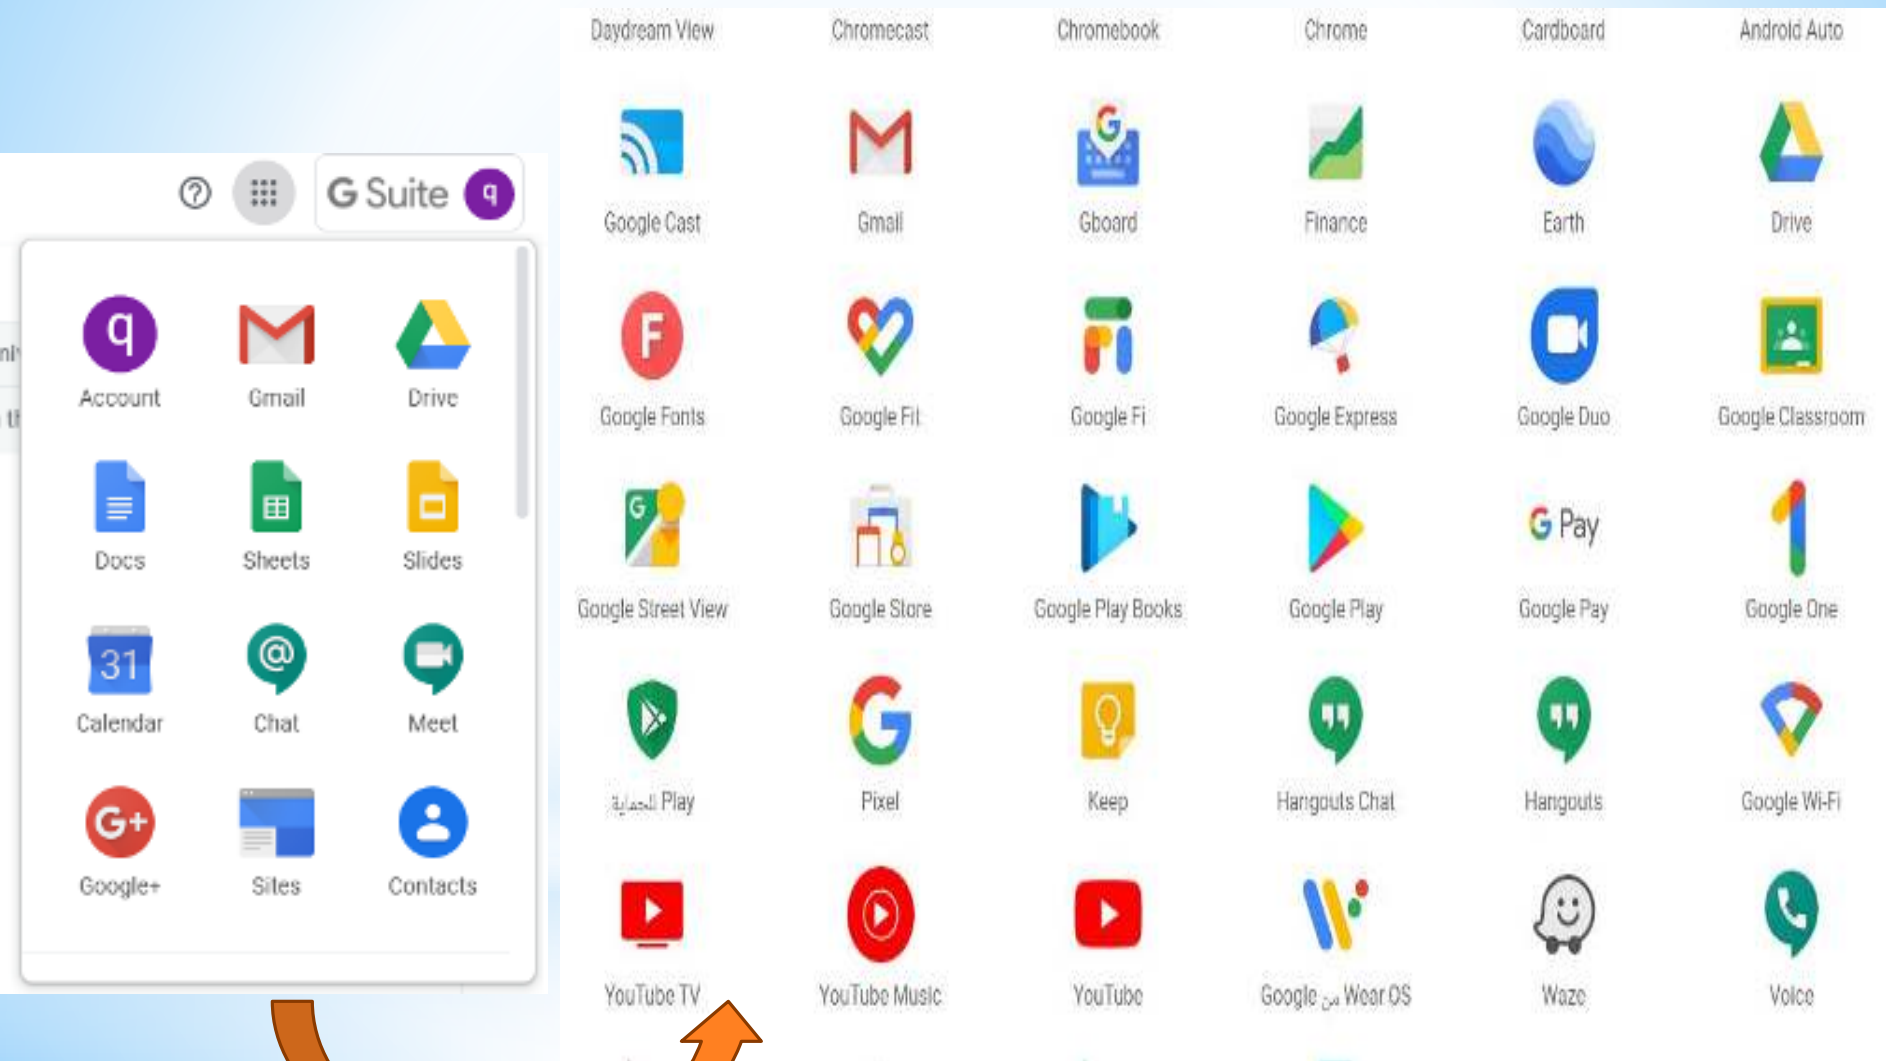 G Suite q
q
Account Gmail Drive
Docs Sheets Slides
31
Calendar Chat Meet
G+
Google+ Sites Contacts
Daydream View Chromecast Chromebook Chrome Cardboard Android Auto
G
Google Cast Gmail Gboard Finance Earth Drive
F
Google Fonts Google Fit Google Fi Google Express Google Duo Google Classroom
G
G Pay
Google Street View Google Store Google Play Books Google Play Google Pay Google One
Play للحماية Pixel Keep Hangouts Chat Hangouts Google Wi-Fi
YouTube TV YouTube Music YouTube Google من Wear OS Waze Voice